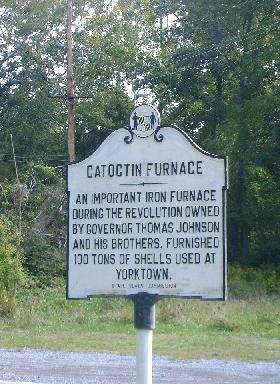 CATOCTIN FURNACE
AN IMPORTANT IRON FURNACE
DURING THE REVOLUTION OWNED
BY GOVERNOR THOMAS JOHNSON
AND HIS BROTHERS. FURNISHED
100 TONS OF SHELLS USED AT
YORKTOWN.
COMMISSION